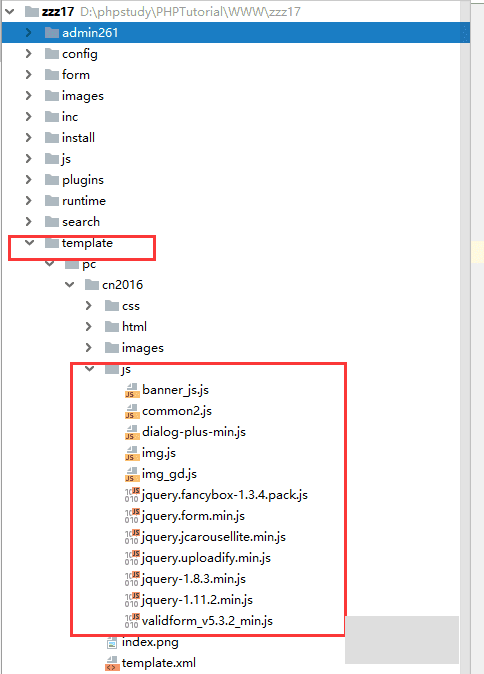 zzz17 D:\phpstudy\PHPTutorial\WWW\zzz17
admin261
config
form
images
inc
install
js
plugins
runtime
search
template
pc
cn2016
css
html
images
js
banner_js.js
common2.js
dialog-plus-min.js
img.js
img_gd.js
jquery.fancybox-1.3.4.pack.js
jquery.form.min.js
jquery.jcarousellite.min.js
jquery.uploadify.min.js
jquery-1.8.3.min.js
jquery-1.11.2.min.js
validform_v5.3.2_min.js
index.png
template.xml